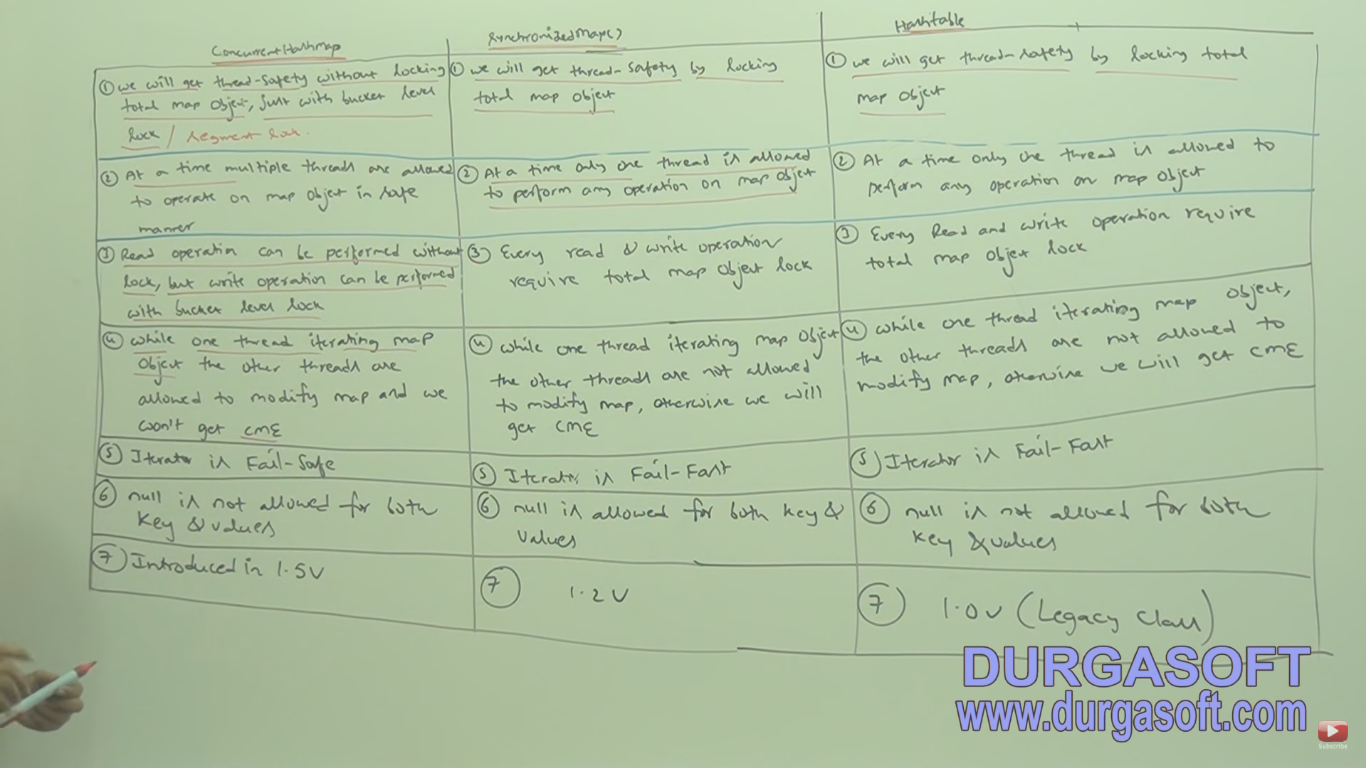 ConcurrentHashmap
① we will get thread-safety without locking
total map object, just with bucket level
lock / segment lock.
② At a time multiple threads are allowed
to operate on map object in safe
manner
③ Read operation can be performed without
lock, but write operation can be performed
with bucket level lock
④ while one thread iterating map
object the other threads are
allowed to modify map and we
won't get CME
⑤ Iterator is Fail-Safe
⑥ null is not allowed for both
key & values
⑦ Introduced in 1.5V
SynchronizedMap()
① we will get thread-safety by locking
total map object
② At a time only one thread is allowed
to perform any operation on map object
③ Every read & write operation
require total map object lock
④ while one thread iterating map object
the other threads are not allowed
to modify map, otherwise we will
get CME
⑤ Iterator is Fail-Fast
⑥ null is allowed for both key &
values
⑦ 1.2V
Hashtable
① we will get thread-safety by locking total
map object
② At a time only one thread is allowed to
perform any operation on map object
③ Every Read and write operation require
total map object lock
④ while one thread iterating map object,
the other threads are not allowed to
modify map, otherwise we will get CME
⑤ Iterator is Fail-Fast
⑥ null is not allowed for both
key & values
⑦ 1.0V (Legacy Class)
DURGASOFT
www.durgasoft.com
Subscribe